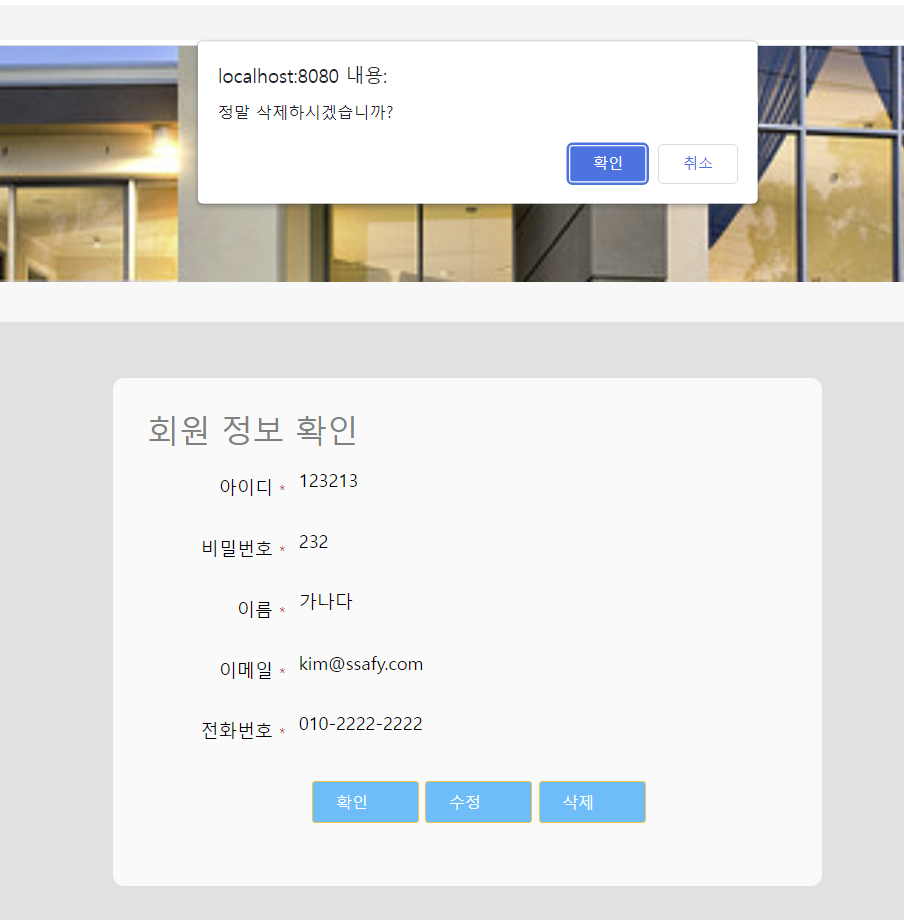 localhost:8080 내용:
정말 삭제하시겠습니까?
확인 취소
회원 정보 확인
아이디 * 123213
비밀번호 * 232
이름 * 가나다
이메일 * kim@ssafy.com
전화번호 * 010-2222-2222
확인 수정 삭제